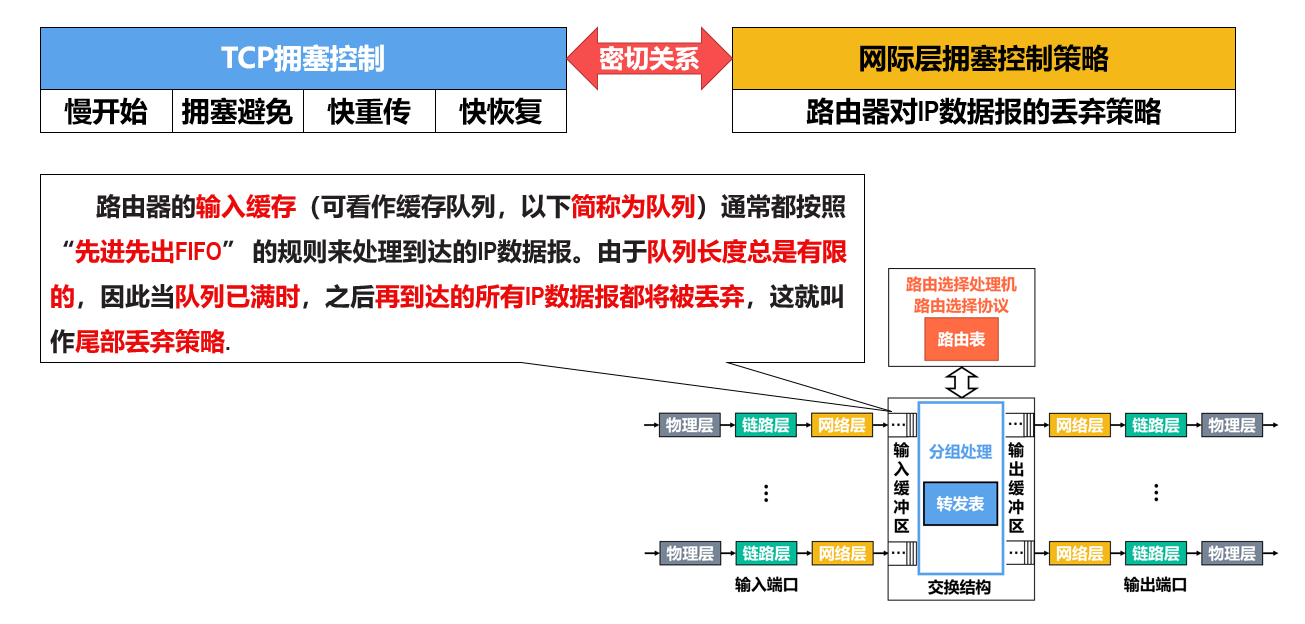 TCP拥塞控制
密切关系
网际层拥塞控制策略
慢开始
拥塞避免
快重传
快恢复
路由器对IP数据报的丢弃策略
路由器的输入缓存（可看作缓存队列，以下简称为队列）通常都按照
“先进先出FIFO” 的规则来处理到达的IP数据报。由于队列长度总是有限
的，因此当队列已满时，之后再到达的所有IP数据报都将被丢弃，这就叫
作尾部丢弃策略.
路由选择处理机
路由选择协议
路由表
物理层
链路层
网络层
...
分组处理
...
网络层
链路层
物理层
输入缓冲区
转发表
输出缓冲区
物理层
链路层
网络层
...
...
网络层
链路层
物理层
输入端口
交换结构
输出端口